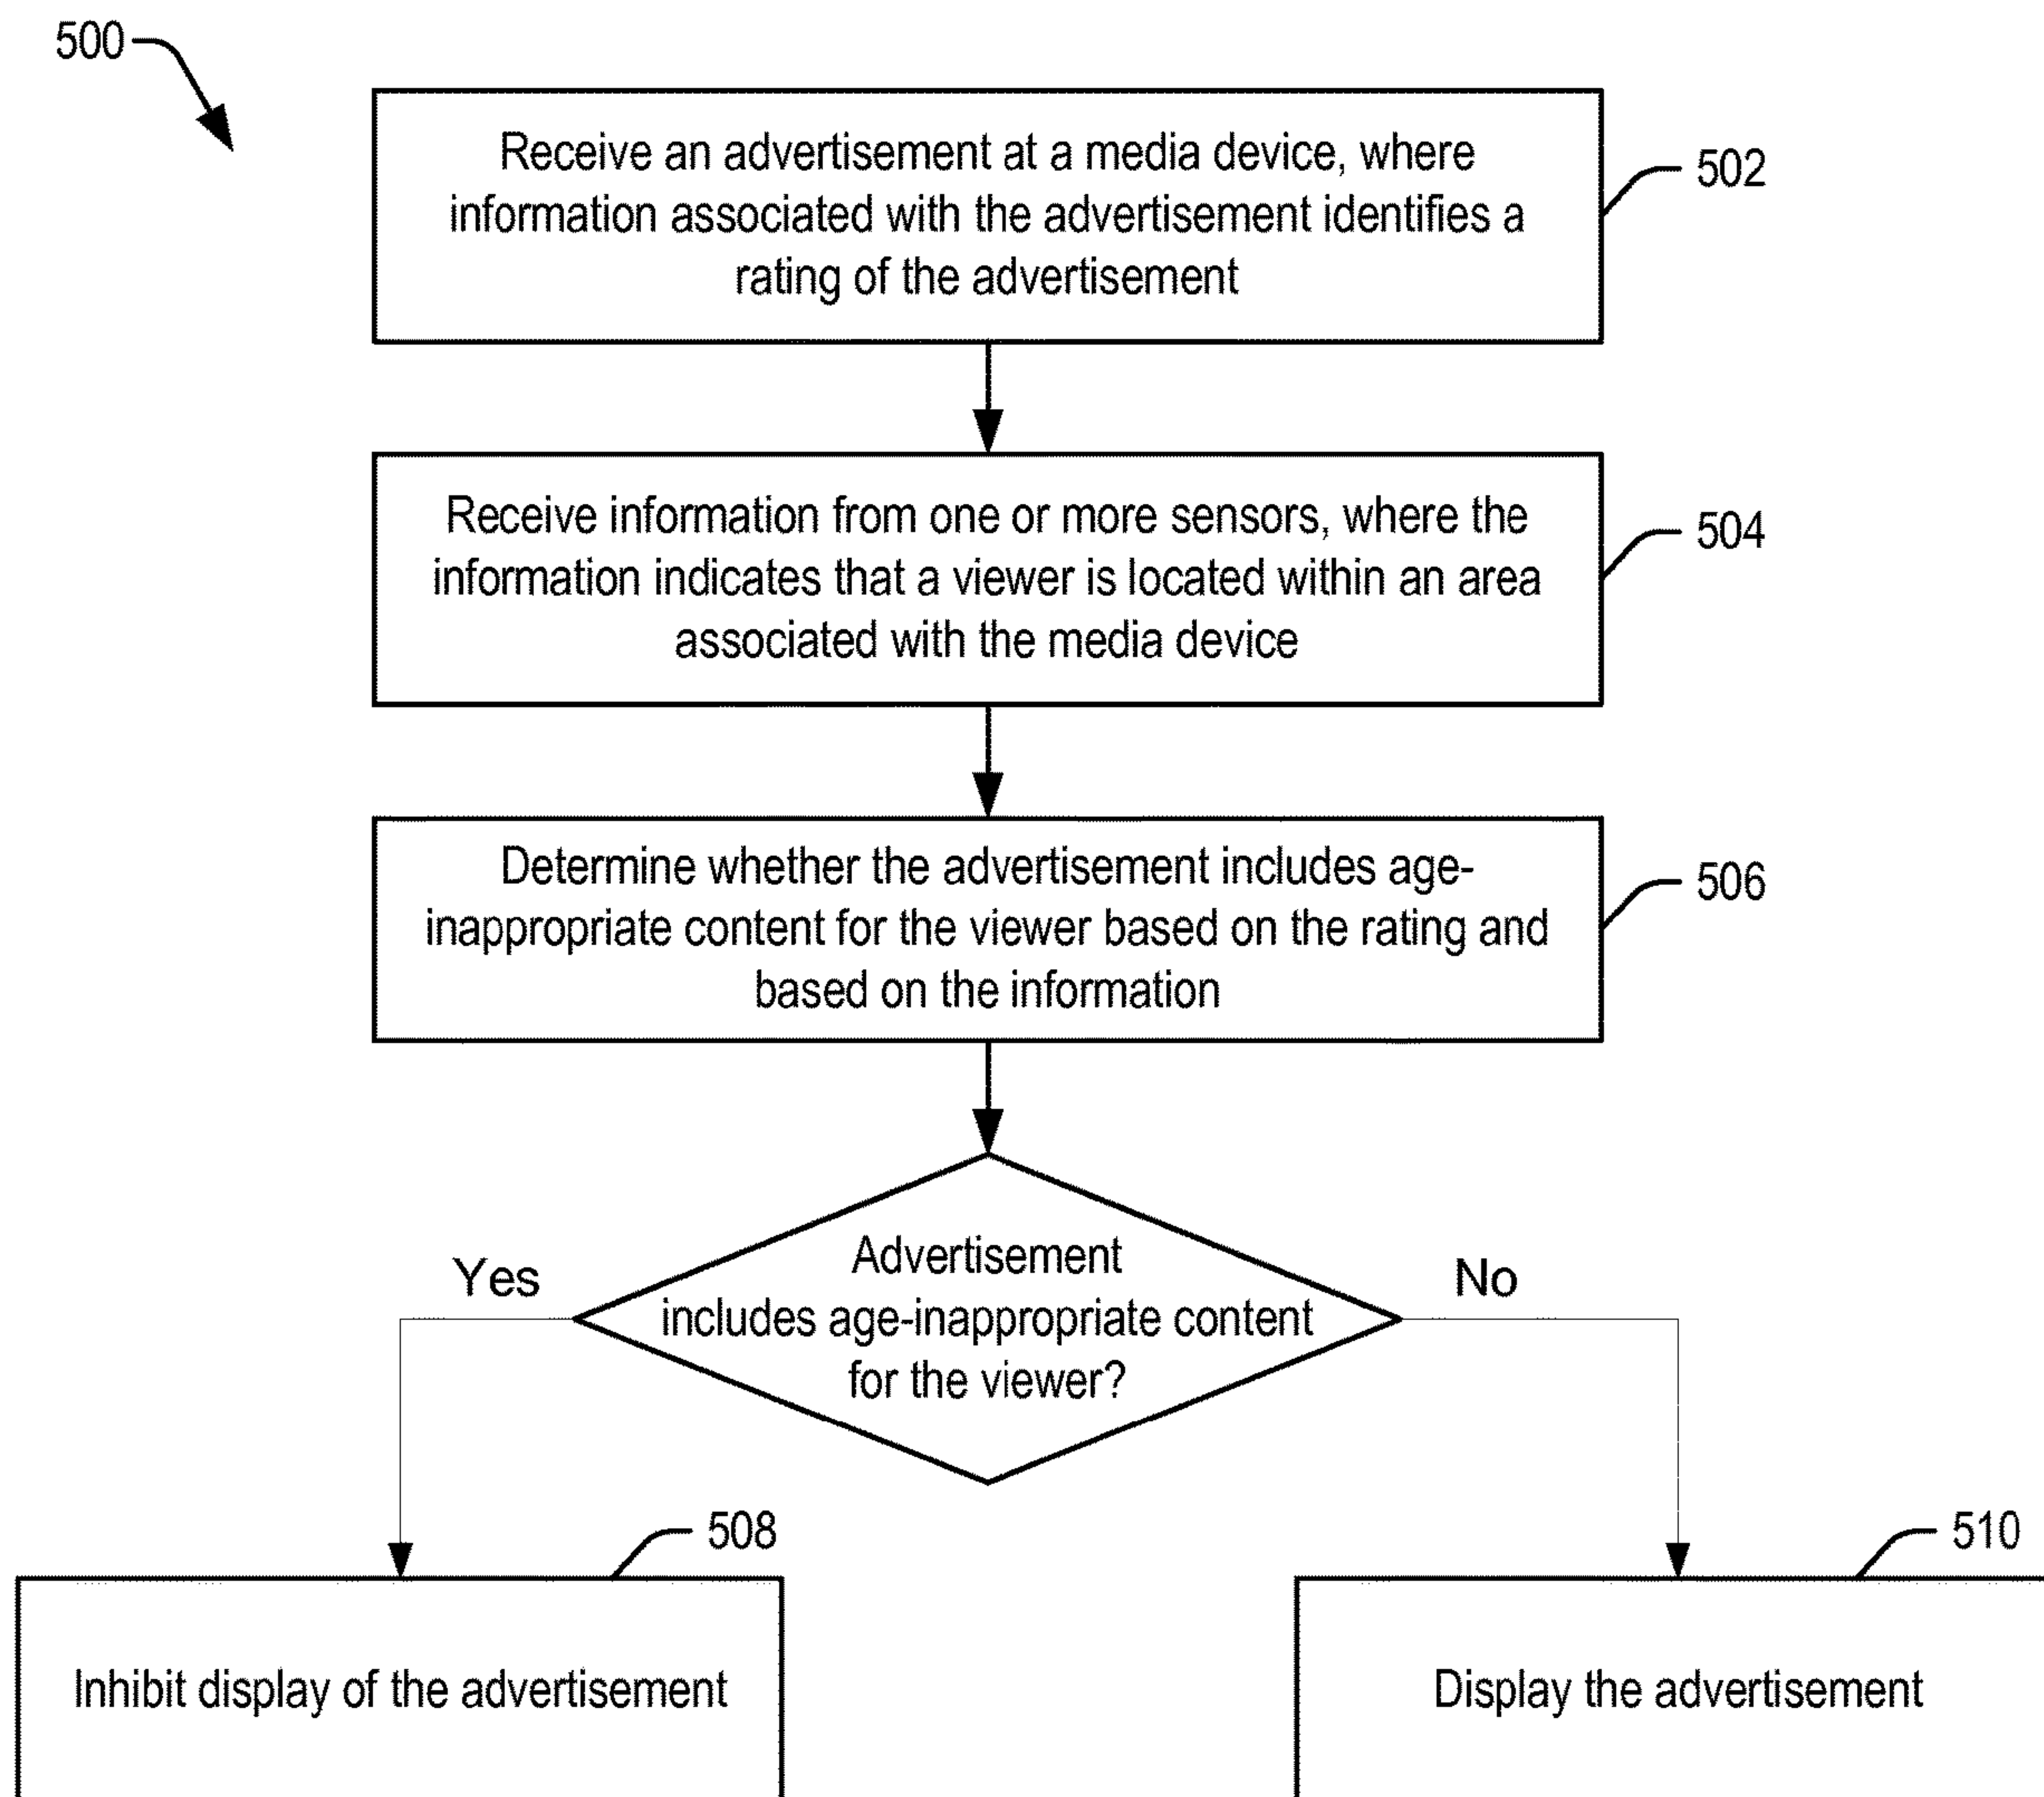 500
Receive an advertisement at a media device, where
information associated with the advertisement identifies a
rating of the advertisement
502
Receive information from one or more sensors, where the
information indicates that a viewer is located within an area
associated with the media device
504
Determine whether the advertisement includes age-
inappropriate content for the viewer based on the rating and
based on the information
506
Advertisement
includes age-inappropriate content
for the viewer?
Yes
No
508
Inhibit display of the advertisement
510
Display the advertisement